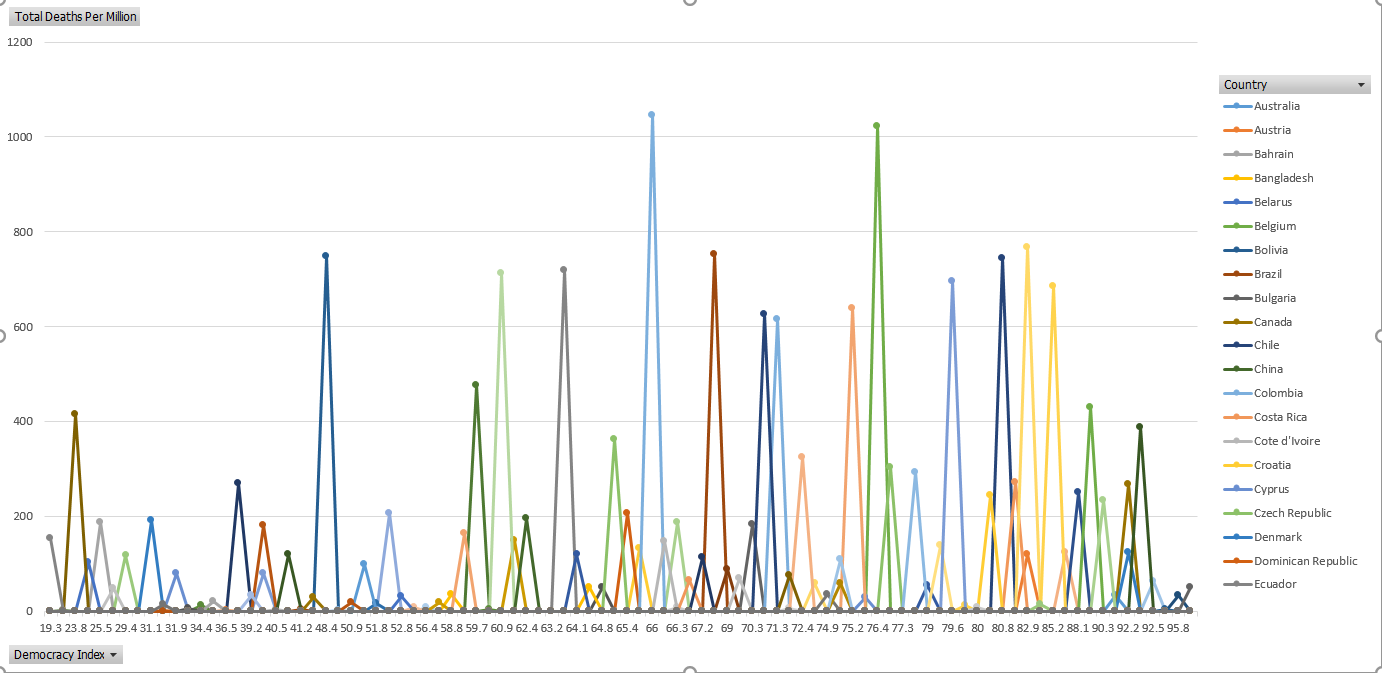 Total Deaths Per Million
1200
1000
800
600
400
200
0
19.3 23.8 25.5 29.4 31.1 31.9 34.4 36.5 39.2 40.5 41.2 48.4 50.9 51.8 52.8 56.4 58.8 60.9 62.4 63.2 64.1 64.8 65.4 66 66.3 67.2 69 70.3 71.3 72.4 74.9 75.2 76.4 77.3 79 79.6 80 80.8 82.9 85.2 88.1 90.3 92.2 92.5 95.8
Democracy Index
Country
Australia
Austria
Bahrain
Bangladesh
Belarus
Belgium
Bolivia
Brazil
Bulgaria
Canada
Chile
China
Colombia
Costa Rica
Cote d'Ivoire
Croatia
Cyprus
Czech Republic
Denmark
Dominican Republic
Ecuador